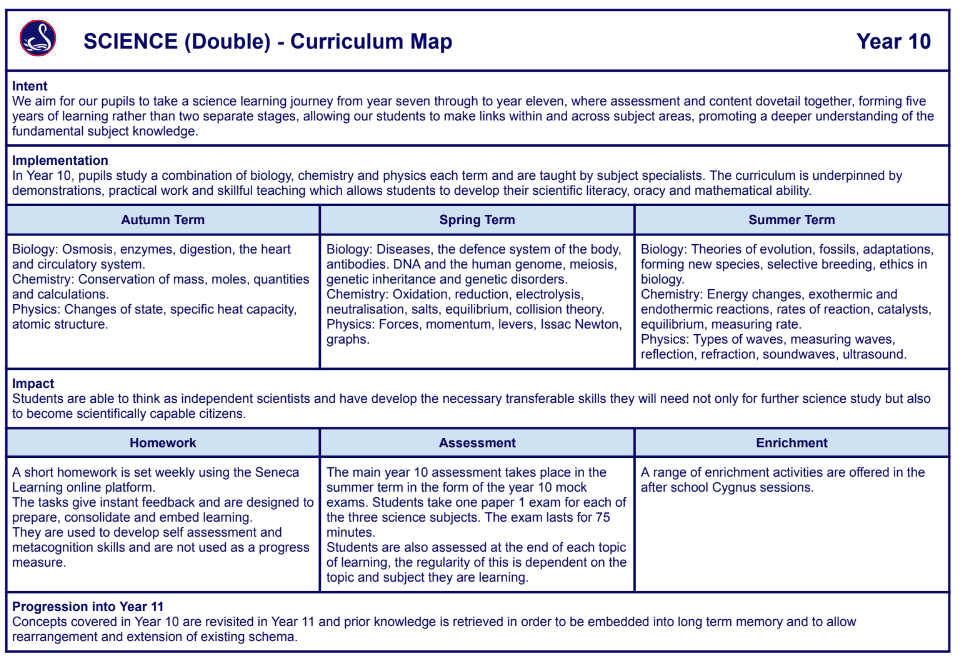 SCIENCE (Double) - Curriculum Map
Year 10
Intent
We aim for our pupils to take a science learning journey from year seven through to year eleven, where assessment and content dovetail together, forming five
years of learning rather than two separate stages, allowing our students to make links within and across subject areas, promoting a deeper understanding of the
fundamental subject knowledge.
Implementation
In Year 10, pupils study a combination of biology, chemistry and physics each term and are taught by subject specialists. The curriculum is underpinned by
demonstrations, practical work and skillful teaching which allows students to develop their scientific literacy, oracy and mathematical ability.
Autumn Term
Biology: Osmosis, enzymes, digestion, the heart
and circulatory system.
Chemistry: Conservation of mass, moles, quantities
and calculations.
Physics: Changes of state, specific heat capacity,
atomic structure.
Spring Term
Biology: Diseases, the defence system of the body,
antibodies. DNA and the human genome, meiosis,
genetic inheritance and genetic disorders.
Chemistry: Oxidation, reduction, electrolysis,
neutralisation, salts, equilibrium, collision theory.
Physics: Forces, momentum, levers, Issac Newton,
graphs.
Summer Term
Biology: Theories of evolution, fossils, adaptations,
forming new species, selective breeding, ethics in
biology.
Chemistry: Energy changes, exothermic and
endothermic reactions, rates of reaction, catalysts,
equilibrium, measuring rate.
Physics: Types of waves, measuring waves,
reflection, refraction, soundwaves, ultrasound.
Impact
Students are able to think as independent scientists and have develop the necessary transferable skills they will need not only for further science study but also
to become scientifically capable citizens.
Homework
A short homework is set weekly using the Seneca
Learning online platform.
The tasks give instant feedback and are designed to
prepare, consolidate and embed learning.
They are used to develop self assessment and
metacognition skills and are not used as a progress
measure.
Assessment
The main year 10 assessment takes place in the
summer term in the form of the year 10 mock
exams. Students take one paper 1 exam for each of
the three science subjects. The exam lasts for 75
minutes.
Students are also assessed at the end of each topic
of learning, the regularity of this is dependent on the
topic and subject they are learning.
Enrichment
A range of enrichment activities are offered in the
after school Cygnus sessions.
Progression into Year 11
Concepts covered in Year 10 are revisited in Year 11 and prior knowledge is retrieved in order to be embedded into long term memory and to allow
rearrangement and extension of existing schema.